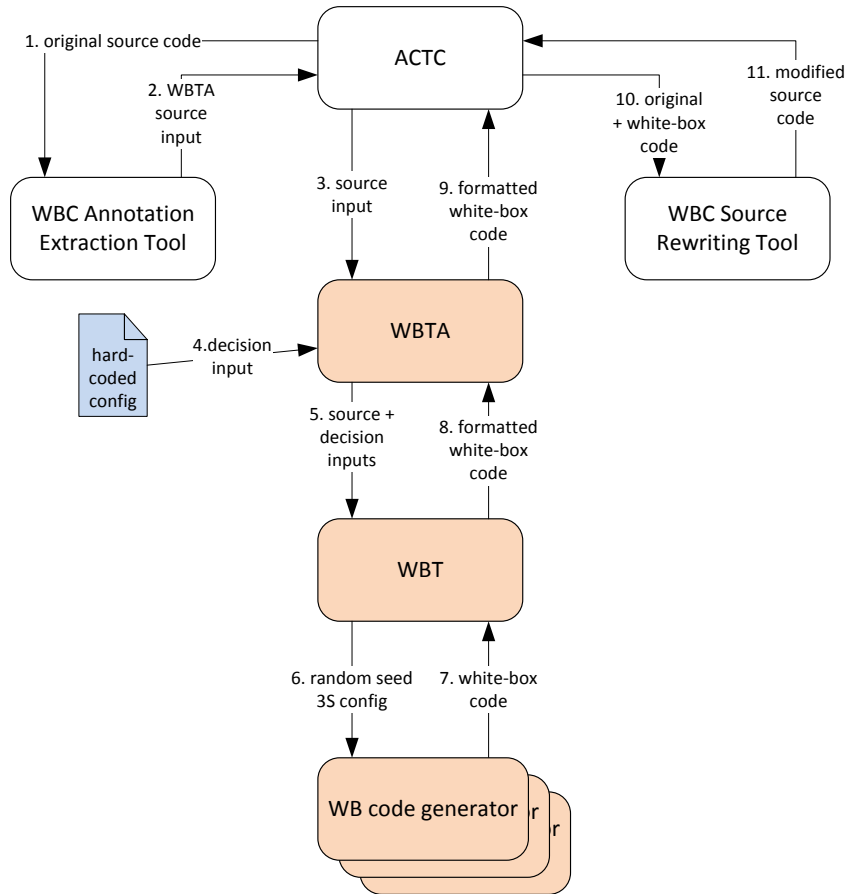 1. original source code
ACTC
2. WBTA
source
input
11. modified
source
code
10. original
+ white-box
code
3. source
input
9. formatted
white-box
code
WBC Annotation
Extraction Tool
WBC Source
Rewriting Tool
WBTA
hard-
coded
config
4.decision
input
5. source +
decision
inputs
8. formatted
white-box
code
WBT
6. random seed
3S config
7. white-box
code
WB code generator
or
or